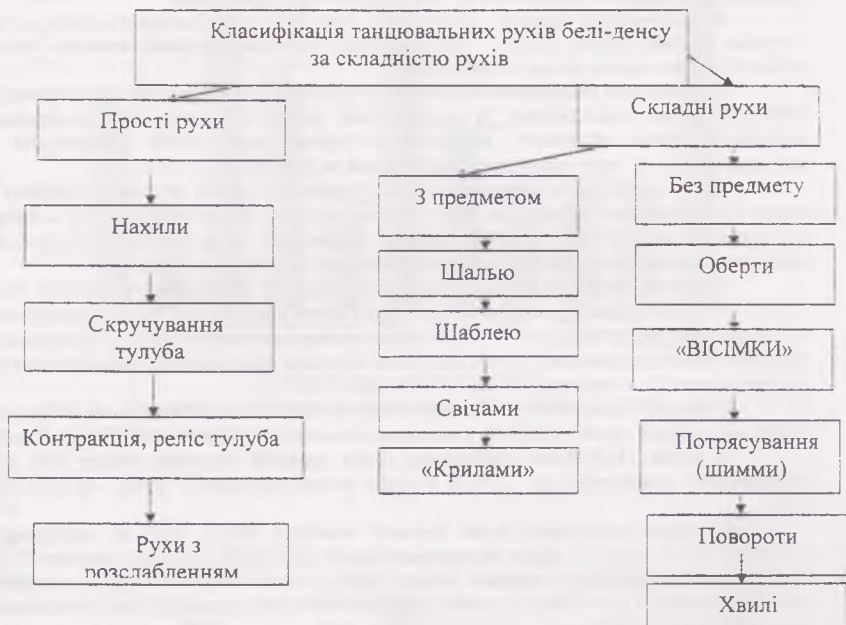 Класифікація танцювальних рухів белі-денсу
за складністю рухів
Прості рухи
Нахили
Скручування
тулуба
Контракція, реліс тулуба
Рухи з
розслабленням
Складні рухи
З предметом
Шалью
Шаблею
Свічами
«Крилами»
Без предмету
Оберти
«ВІСІМКИ»
Потрясування
(шимми)
Повороти
Хвилі